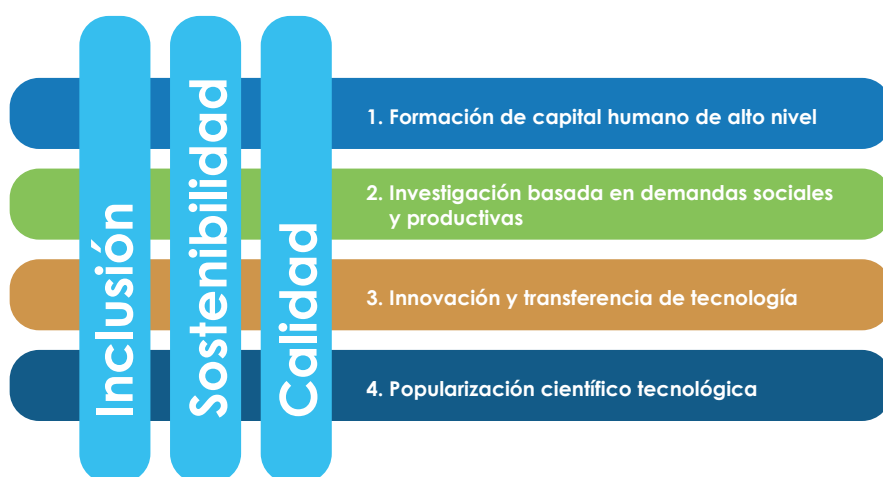 Inclusión
Sostenibilidad
Calidad
1. Formación de capital humano de alto nivel
2. Investigación basada en demandas sociales
y productivas
3. Innovación y transferencia de tecnología
4. Popularización científico tecnológica